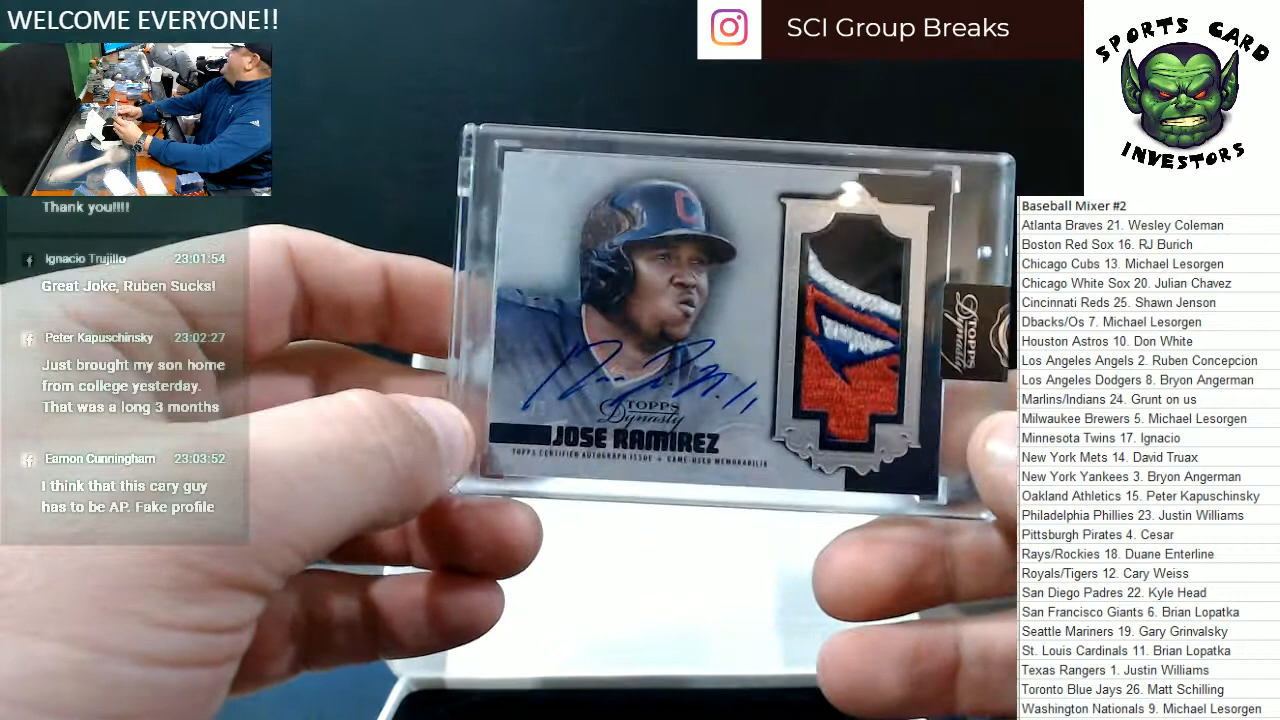 WELCOME EVERYONE!!
SCI Group Breaks
SPORTS CARD
INVESTORS
Thank you!!!!
Ignacio Trujillo 23:01:54
Great Joke, Ruben Sucks!
Peter Kapuschinsky 23:02:27
Just brought my son home
from college yesterday.
That was a long 3 months
Eamon Cunningham 23:03:52
I think that this cary guy
has to be AP. Fake profile
C
TOPPS
Dynasty
JOSE RAMIREZ
TOPPS CERTIFIED AUTOGRAPH ISSUE • GAME-USED MEMORABILIA
TOPPS
Dynasty
Baseball Mixer #2
Atlanta Braves 21. Wesley Coleman
Boston Red Sox 16. RJ Burich
Chicago Cubs 13. Michael Lesorgen
Chicago White Sox 20. Julian Chavez
Cincinnati Reds 25. Shawn Jenson
Dbacks/Os 7. Michael Lesorgen
Houston Astros 10. Don White
Los Angeles Angels 2. Ruben Concepcion
Los Angeles Dodgers 8. Bryon Angerman
Marlins/Indians 24. Grunt on us
Milwaukee Brewers 5. Michael Lesorgen
Minnesota Twins 17. Ignacio
New York Mets 14. David Truax
New York Yankees 3. Bryon Angerman
Oakland Athletics 15. Peter Kapuschinsky
Philadelphia Phillies 23. Justin Williams
Pittsburgh Pirates 4. Cesar
Rays/Rockies 18. Duane Enterline
Royals/Tigers 12. Cary Weiss
San Diego Padres 22. Kyle Head
San Francisco Giants 6. Brian Lopatka
Seattle Mariners 19. Gary Grinvalsky
St. Louis Cardinals 11. Brian Lopatka
Texas Rangers 1. Justin Williams
Toronto Blue Jays 26. Matt Schilling
Washington Nationals 9. Michael Lesorgen